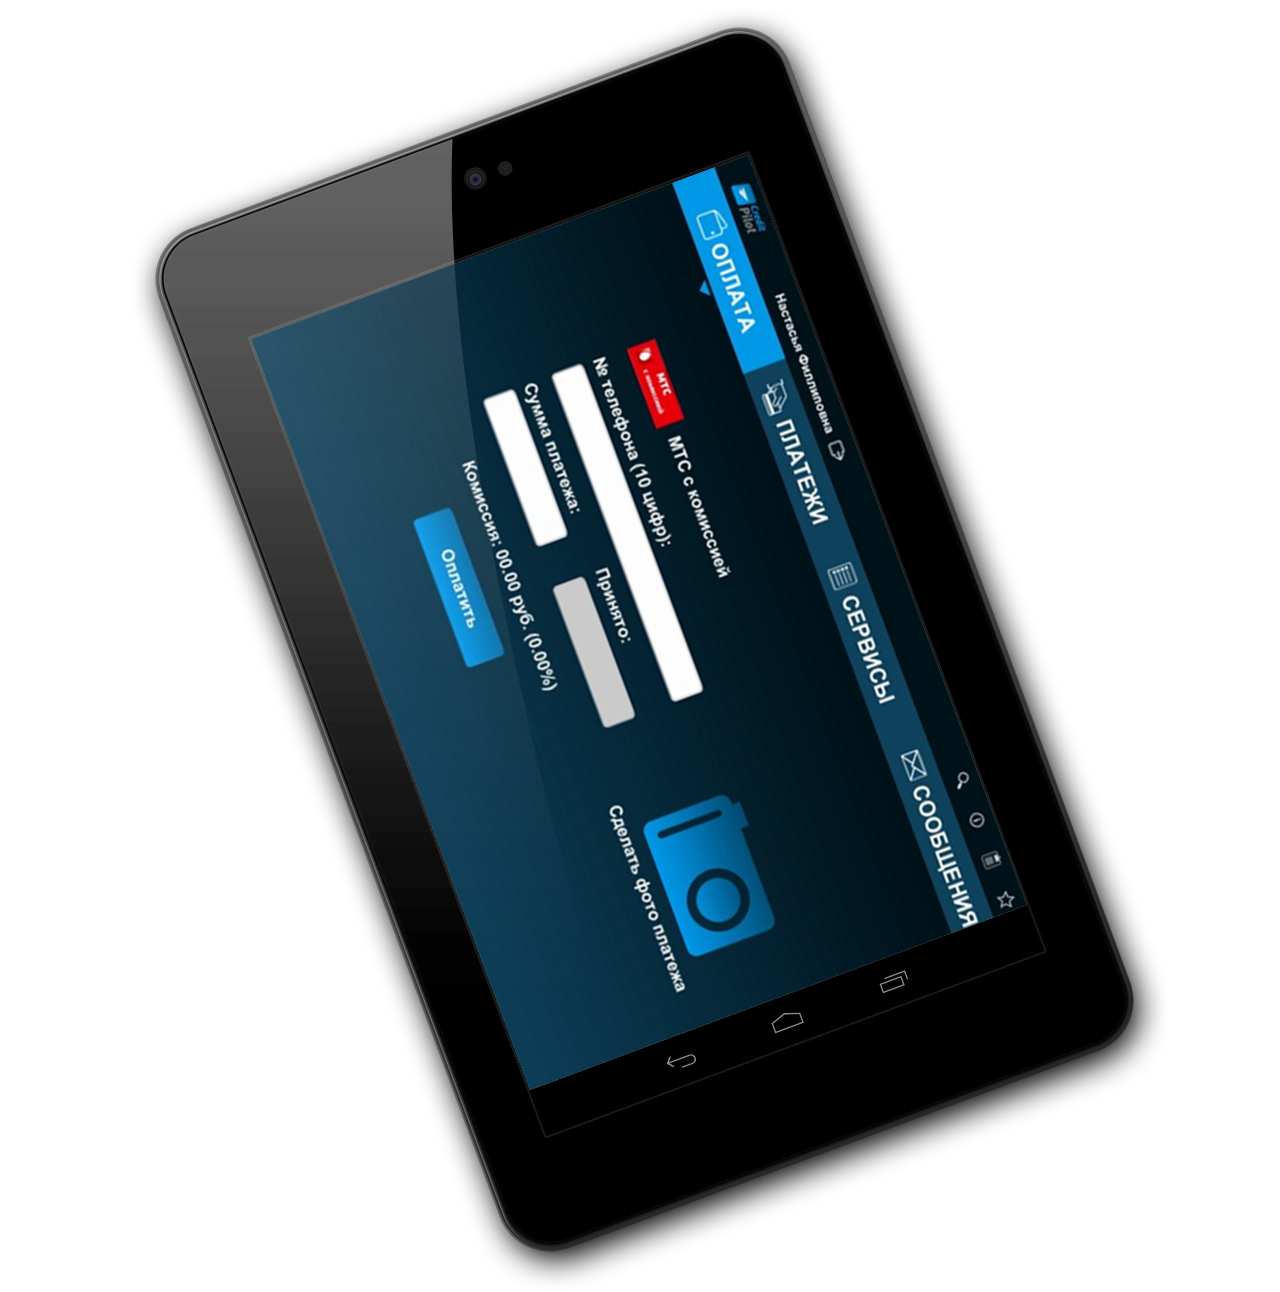 Credit
Pilot
Настасья Филлиповна
ОПЛАТА
ПЛАТЕЖИ
СЕРВИСЫ
СООБЩЕНИЯ
МТС
с комиссией
МТС с комиссией
№ телефона (10 цифр):
Сумма платежа:
Принято:
Комиссия: 00.00 руб. (0.00%)
Оплатить
Сделать фото платежа